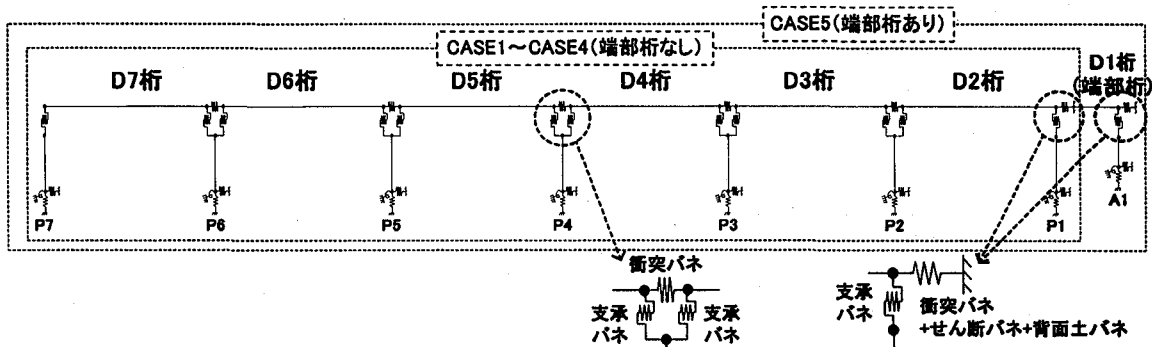 CASE5(端部桁あり)
CASE1～CASE4(端部桁なし)
D7桁 D6桁 D5桁 D4桁 D3桁 D2桁 D1桁
(端部桁)
P7 P6 P5 P4 P3 P2 P1 A1
衝突バネ
支承
バネ
支承
バネ
支承
バネ
衝突バネ
+せん断バネ+背面土バネ